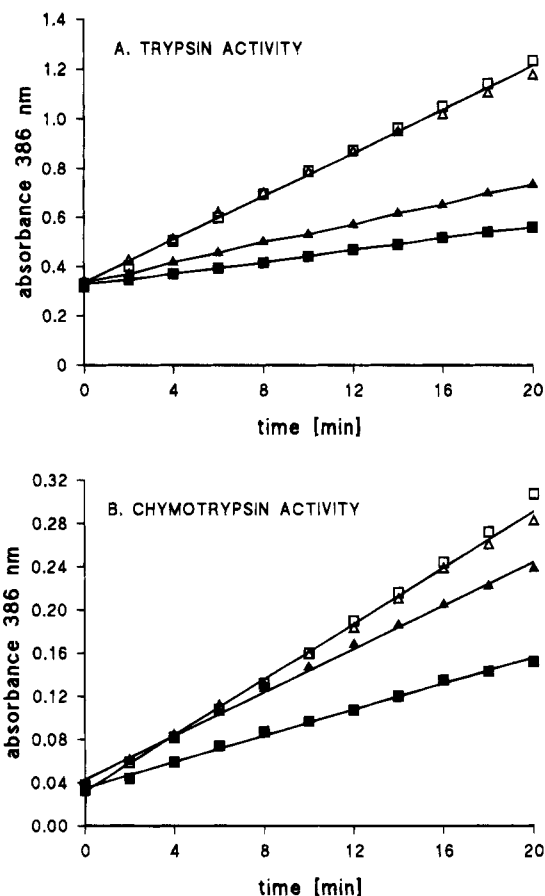 A. TRYPSIN ACTIVITY
absorbance 386 nm
1.4
1.2
1.0
0.8
0.6
0.4
0.2
0
0 4 8 12 16 20
time [min]
B. CHYMOTRYPSIN ACTIVITY
absorbance 386 nm
0.32
0.28
0.24
0.20
0.16
0.12
0.08
0.04
0.00
0 4 8 12 16 20
time [min]